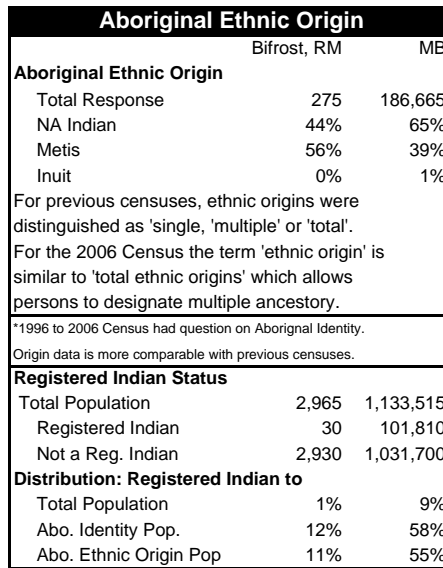 Aboriginal Ethnic Origin
Bifrost, RM MB
Aboriginal Ethnic Origin
Total Response 275 186,665
NA Indian 44% 65%
Metis 56% 39%
Inuit 0% 1%
For previous censuses, ethnic origins were
distinguished as 'single, 'multiple' or 'total'.
For the 2006 Census the term 'ethnic origin' is
similar to 'total ethnic origins' which allows
persons to designate multiple ancestory.
*1996 to 2006 Census had question on Aborignal Identity.
Origin data is more comparable with previous censuses.
Registered Indian Status
Total Population 2,965 1,133,515
Registered Indian 30 101,810
Not a Reg. Indian 2,930 1,031,700
Distribution: Registered Indian to
Total Population 1% 9%
Abo. Identity Pop. 12% 58%
Abo. Ethnic Origin Pop 11% 55%